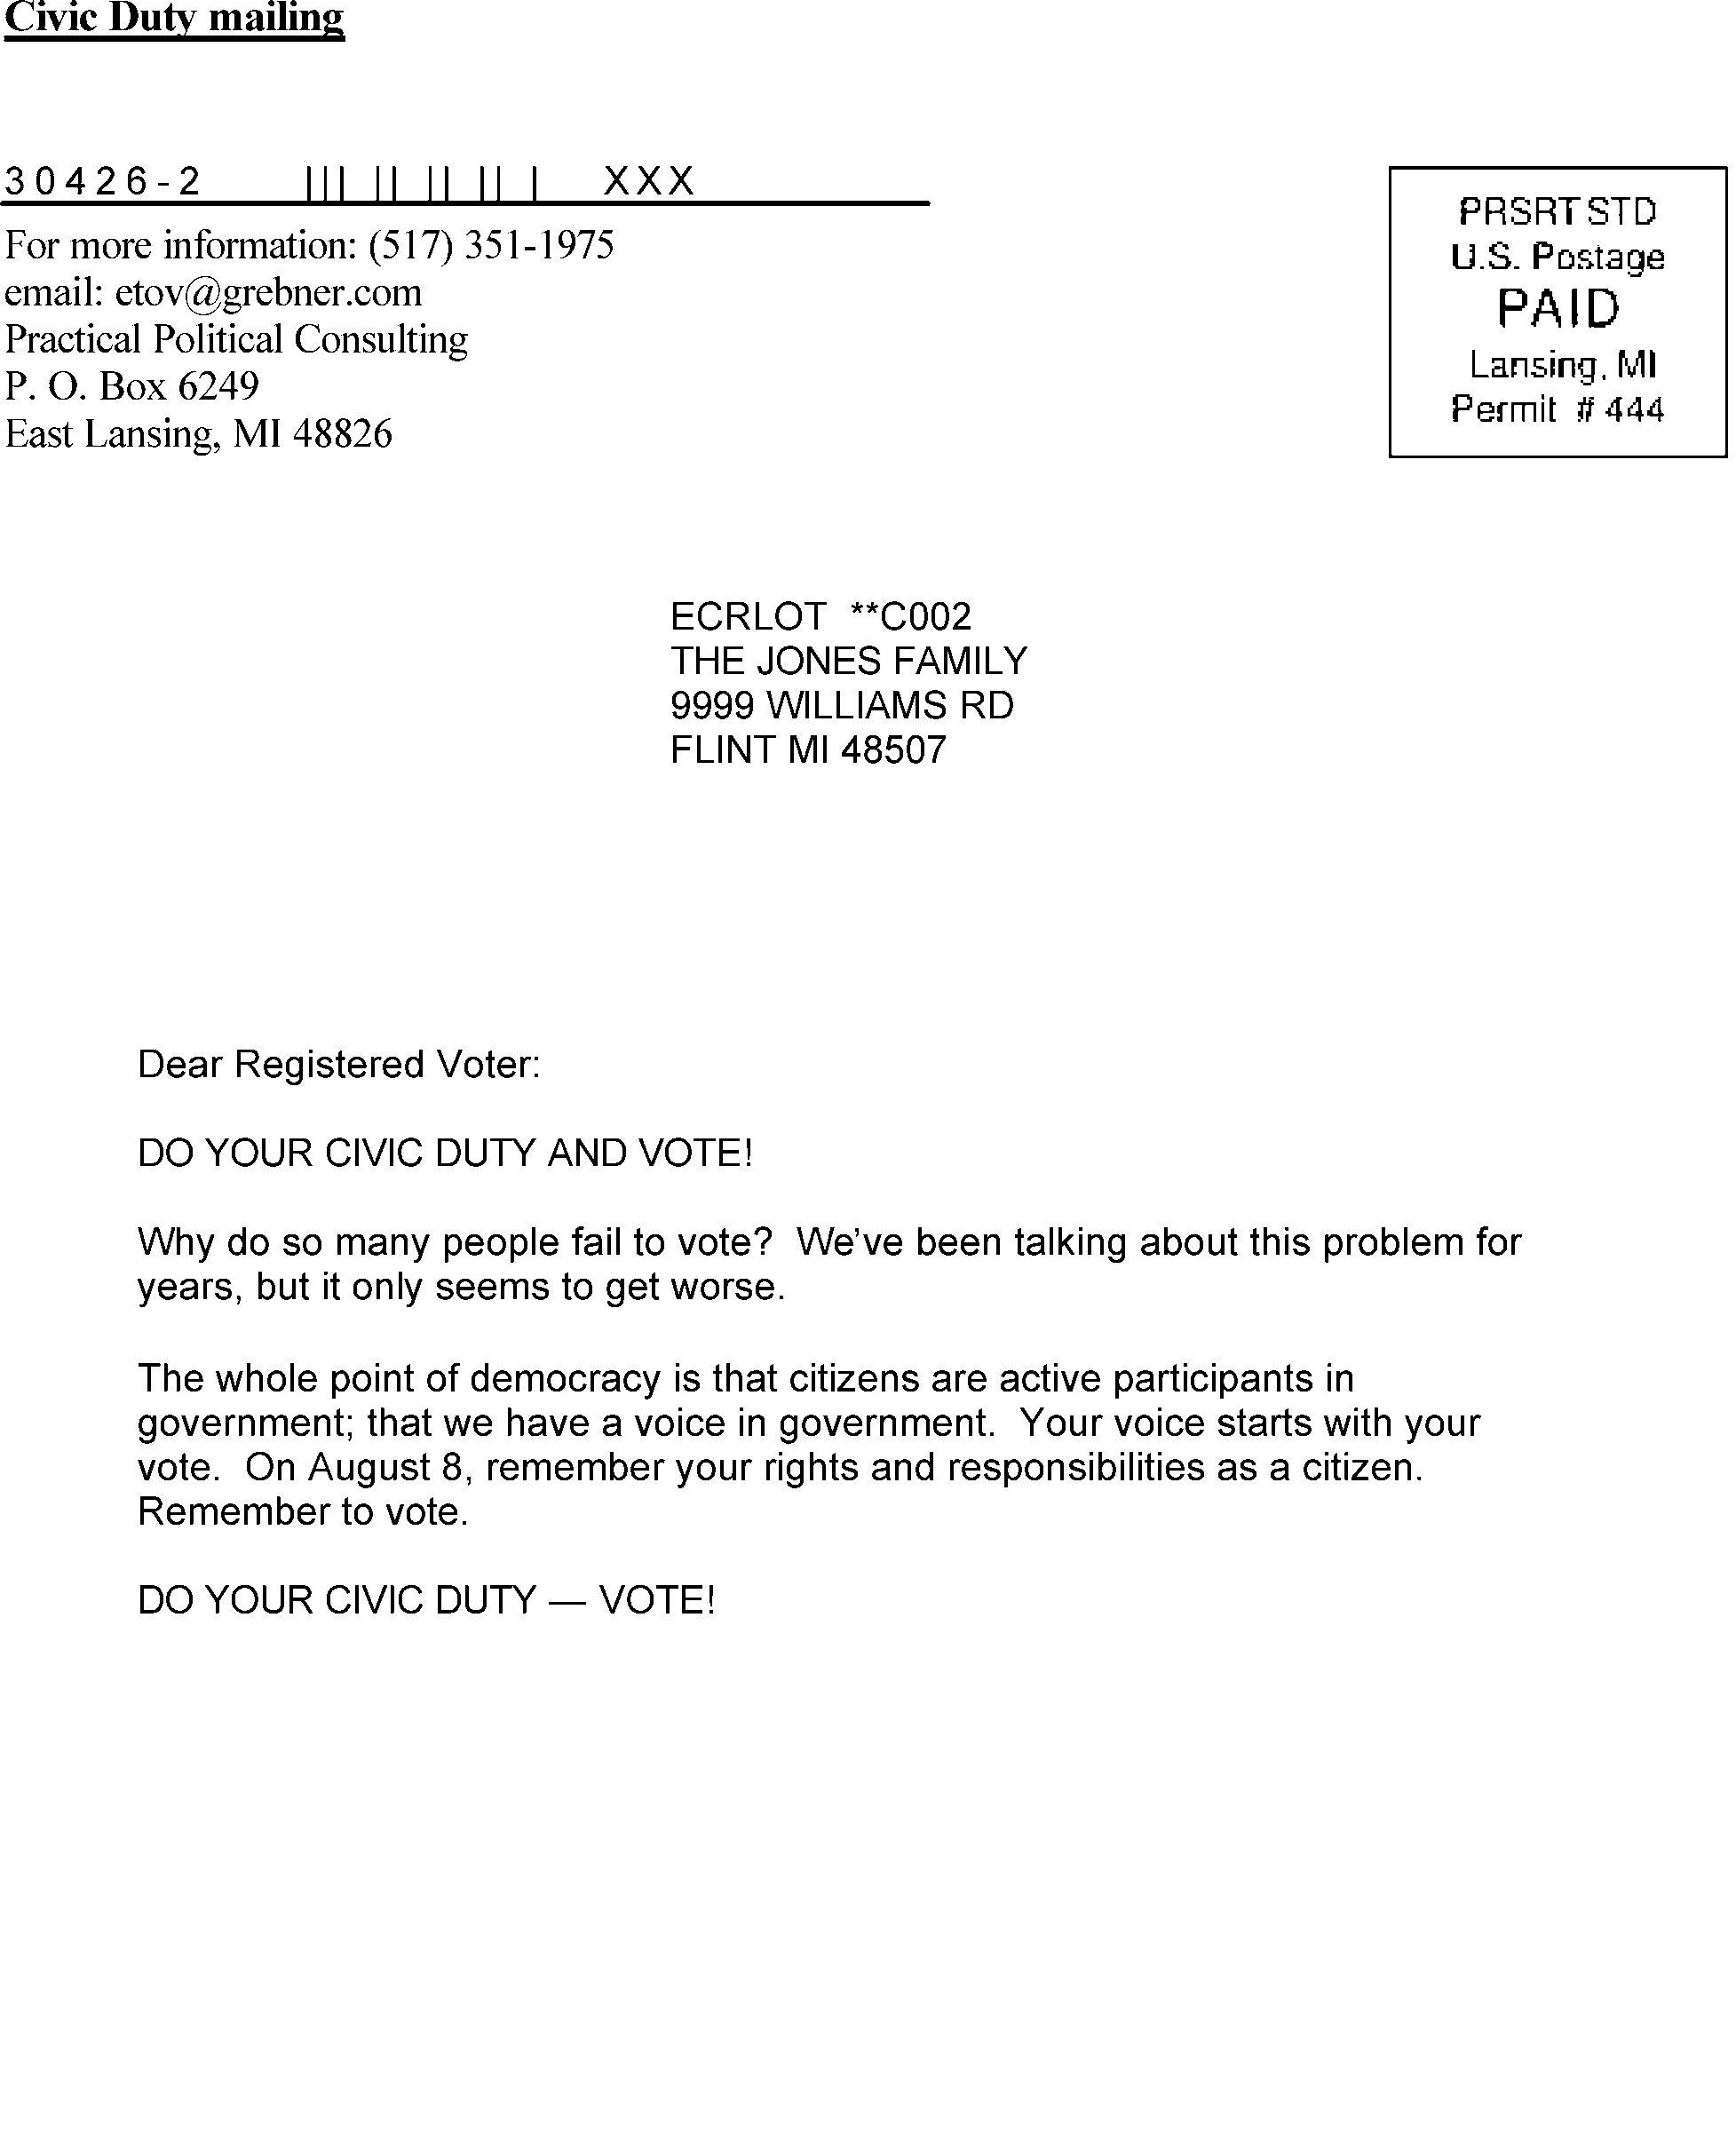 Civic Duty mailing
30426-2 ||| || || || | XXX
For more information: (517) 351-1975
email: etov@grebner.com
Practical Political Consulting
P. O. Box 6249
East Lansing, MI 48826
PRSRT STD
U.S. Postage
PAID
Lansing, MI
Permit # 444
ECRLOT **C002
THE JONES FAMILY
9999 WILLIAMS RD
FLINT MI 48507
Dear Registered Voter:
DO YOUR CIVIC DUTY AND VOTE!
Why do so many people fail to vote? We've been talking about this problem for
years, but it only seems to get worse.
The whole point of democracy is that citizens are active participants in
government; that we have a voice in government. Your voice starts with your
vote. On August 8, remember your rights and responsibilities as a citizen.
Remember to vote.
DO YOUR CIVIC DUTY — VOTE!